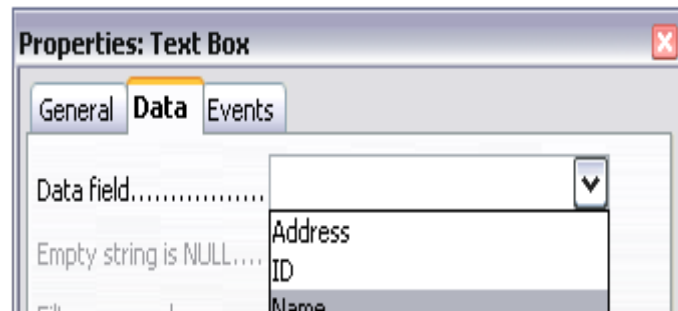 Properties: Text Box
General Data Events
Data field.................
Address
Empty string is NULL....
ID
Name